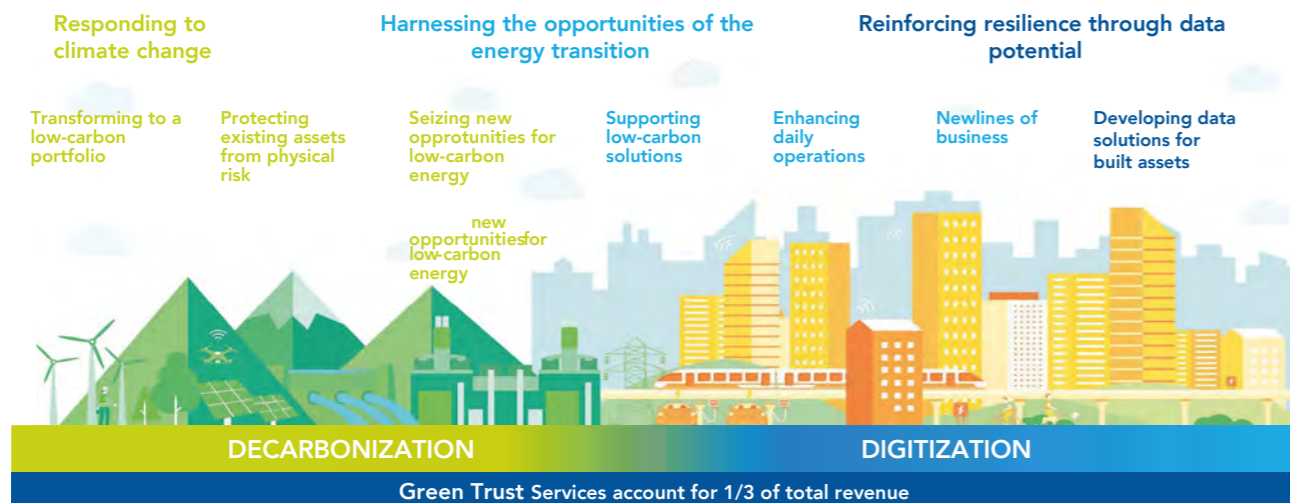 Responding to
climate change
Harnessing the opportunities of the
energy transition
Reinforcing resilience through data
potential
Transforming to a
low-carbon
portfolio
Protecting
existing assets
from physical
risk
Seizing new
opprotunities for
low-carbon
energy
new
opportunitiesfor
low-carbon
energy
Supporting
low-carbon
solutions
Enhancing
daily
operations
Newlines of
business
Developing data
solutions for
built assets
DECARBONIZATION
DIGITIZATION
Green Trust Services account for 1/3 of total revenue